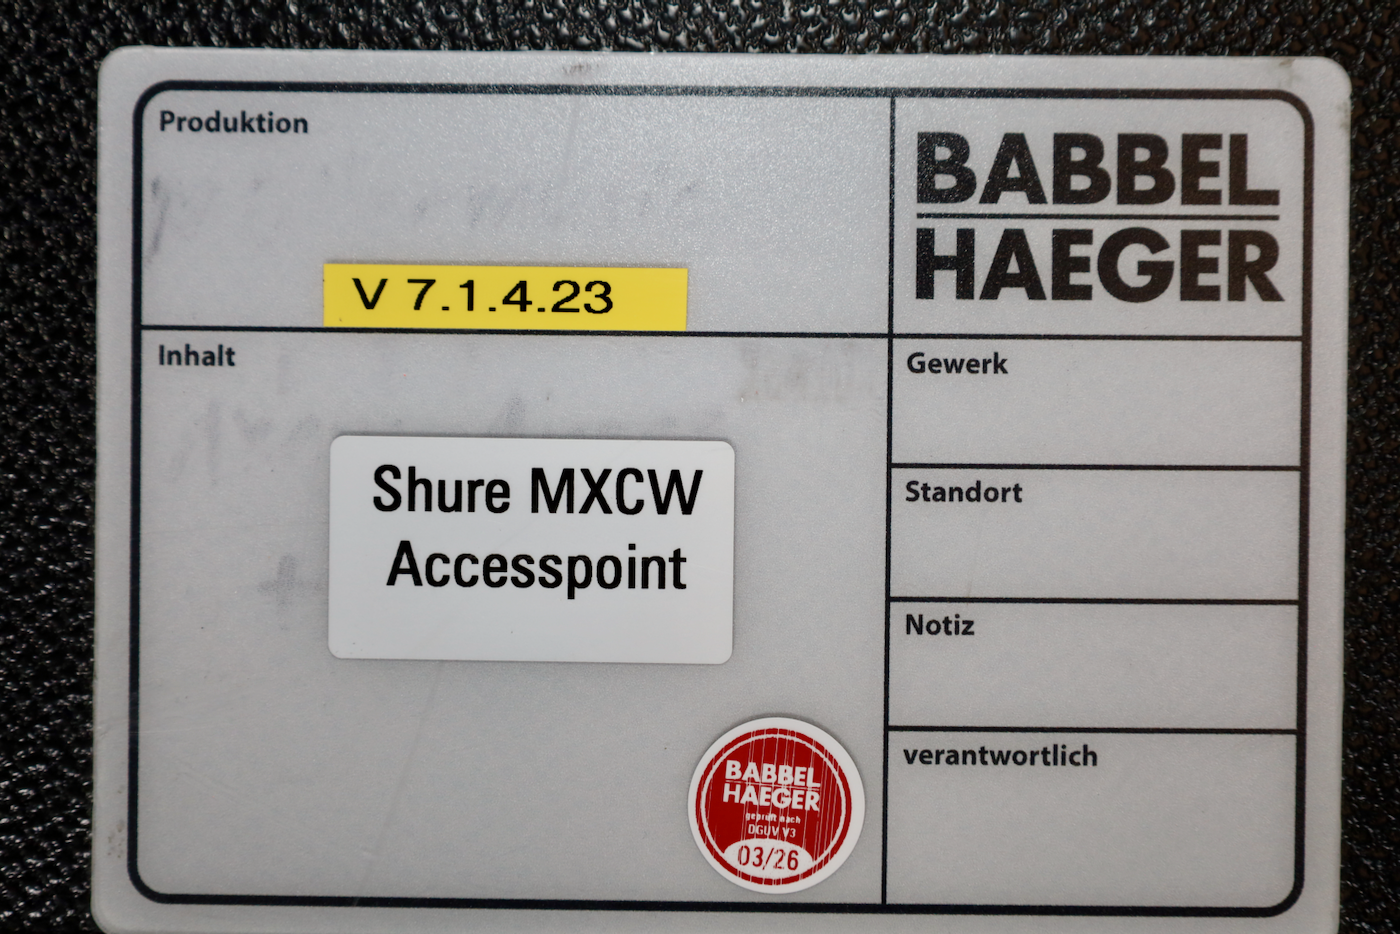 Produktion
V 7.1.4.23
BABBEL
HAEGER
Inhalt
Shure MXCW
Accesspoint
Gewerk
Standort
Notiz
verantwortlich
BABBEL
HAEGER
geprüft nach
DGUV V3
03/26